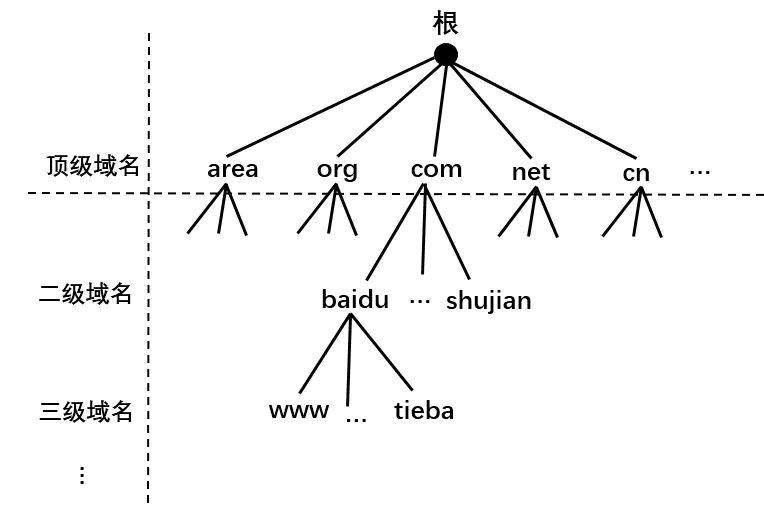 根
顶级域名 area org com net cn ...
二级域名 baidu ... shujian
三级域名 www ... tieba
⋮